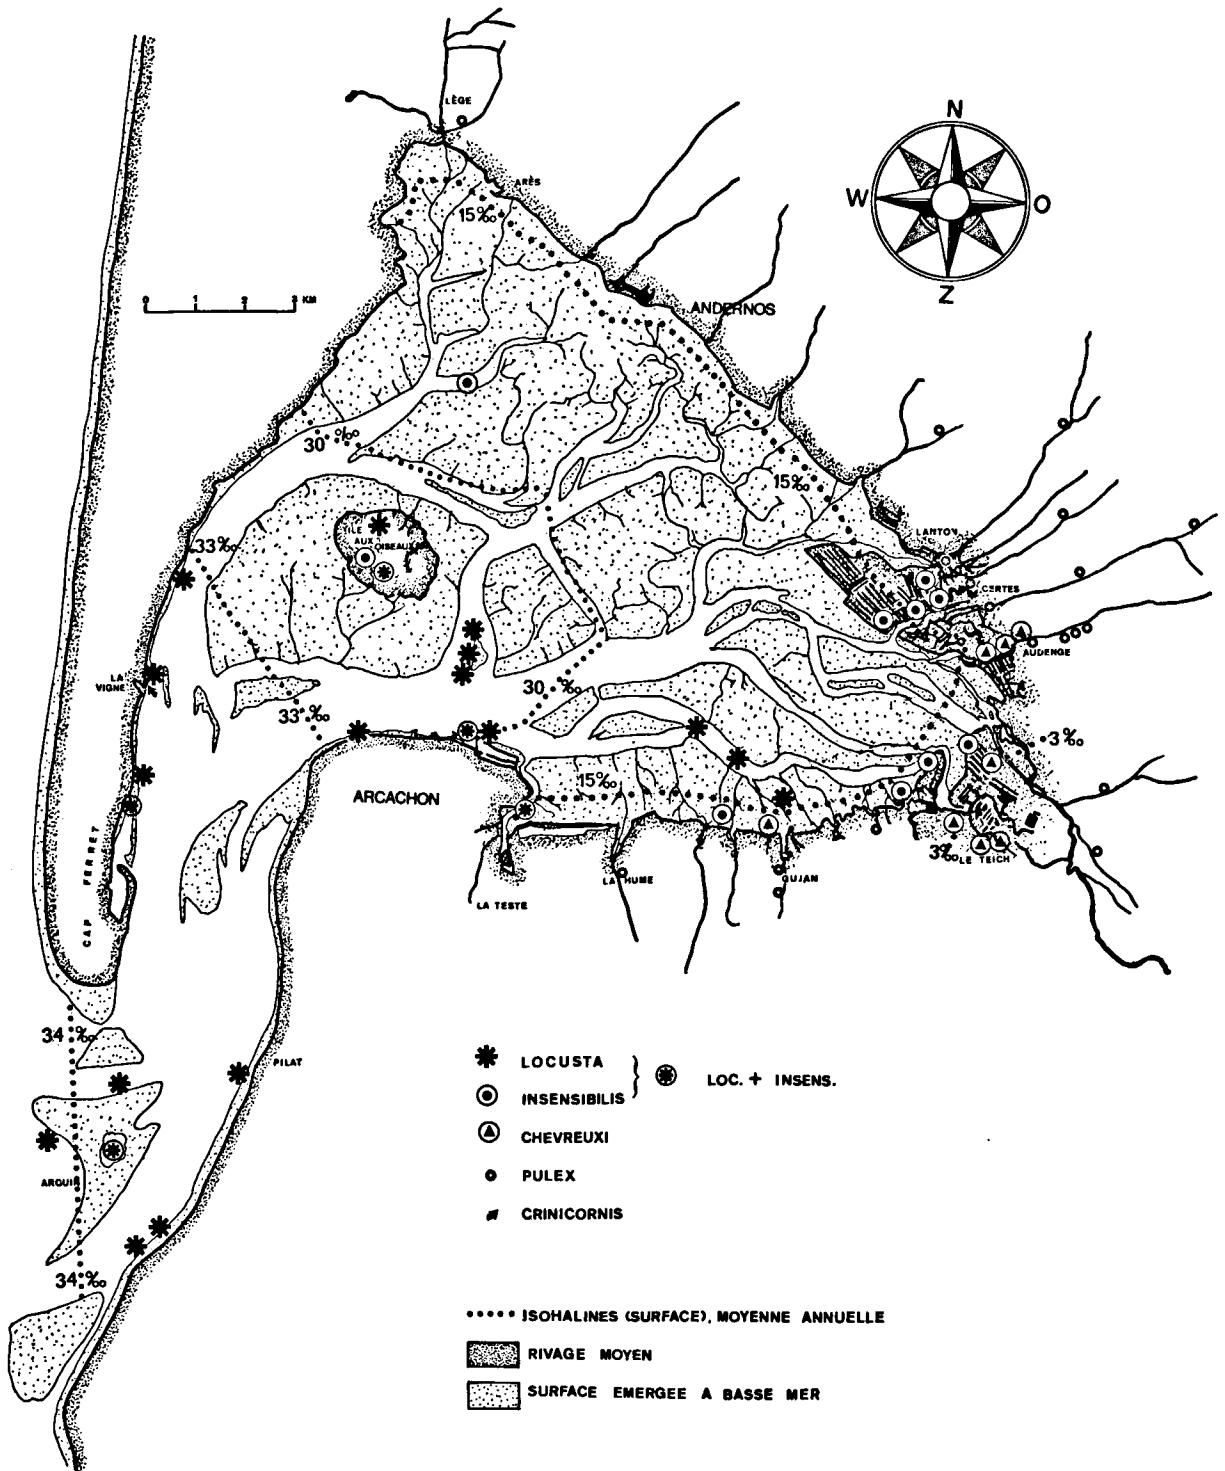 LÈGE
ARÈS
15‰
N
W
O
Z
0 1 2 3 KM
ANDERNOS
30 ‰
15‰
33‰
ILE
AUX
OISEAUX
LANTON
CERTES
AUDENGE
LA
VIGNE
30 ‰
33 ‰
3‰
15‰
ARCACHON
3‰
LE TEICH
CAP FERRET
LA HUME
GUJAN
LA TESTE
34 ‰
PILAT
ARGUIN
34 ‰
LOCUSTA
INSENSIBILIS
LOC. + INSENS.
CHEVREUXI
PULEX
CRINICORNIS
ISOHALINES (SURFACE), MOYENNE ANNUELLE
RIVAGE MOYEN
SURFACE EMERGEE A BASSE MER